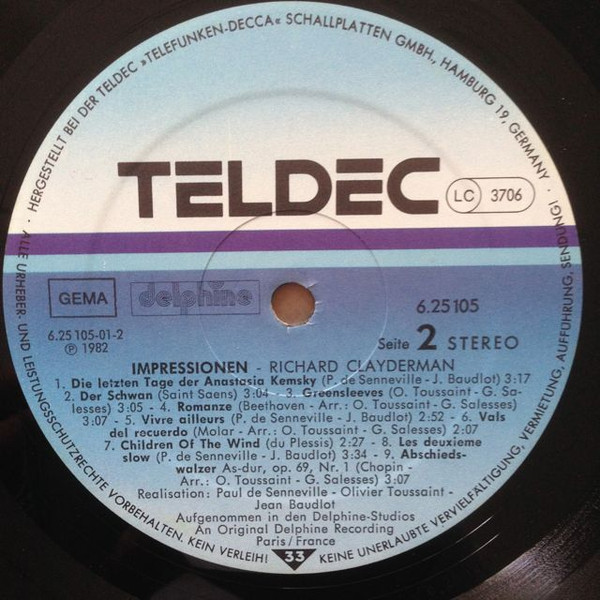 HERGESTELLT BEI DER TELDEC »TELEFUNKEN-DECCA« SCHALLPLATTEN GMBH., HAMBURG 19, GERMANY ·
TELDEC
LC 3706
GEMA
delphine
6.25 105
6.25 105-01-2
Ⓟ 1982
Seite 2 STEREO
IMPRESSIONEN - RICHARD CLAYDERMAN
1. Die letzten Tage der Anastasia Kemsky (P. de Senneville - J. Baudlot) 3:17
2. Der Schwan (Saint Saens) 3:04 - 3. Greensleeves (O. Toussaint - G. Sa-
lesses) 3:05 - 4. Romanze (Beethoven - Arr.: O. Toussaint - G. Salesses)
3:07 - 5. Vivre ailleurs (P. de Senneville - J. Baudlot) 2:52 - 6. Vals
del recuerdo (Molar - Arr.: O. Toussaint - G. Salesses) 3:07
7. Children Of The Wind (du Plessis) 2:27 - 8. Les deuxieme
slow (P. de Senneville - J. Baudlot) 3:34 - 9. Abschieds-
walzer As-dur, op. 69, Nr. 1 (Chopin -
Arr.: O. Toussaint - G. Salesses) 3:07
Realisation: Paul de Senneville - Olivier Toussaint -
Jean Baudlot
Aufgenommen in den Delphine-Studios
An Original Delphine Recording
Paris/France
33
· ALLE URHEBER- UND LEISTUNGSSCHUTZRECHTE VORBEHALTEN. KEIN VERLEIH! KEINE UNERLAUBTE VERVIELFÄLTIGUNG, VERMIETUNG, AUFFÜHRUNG, SENDUNG!